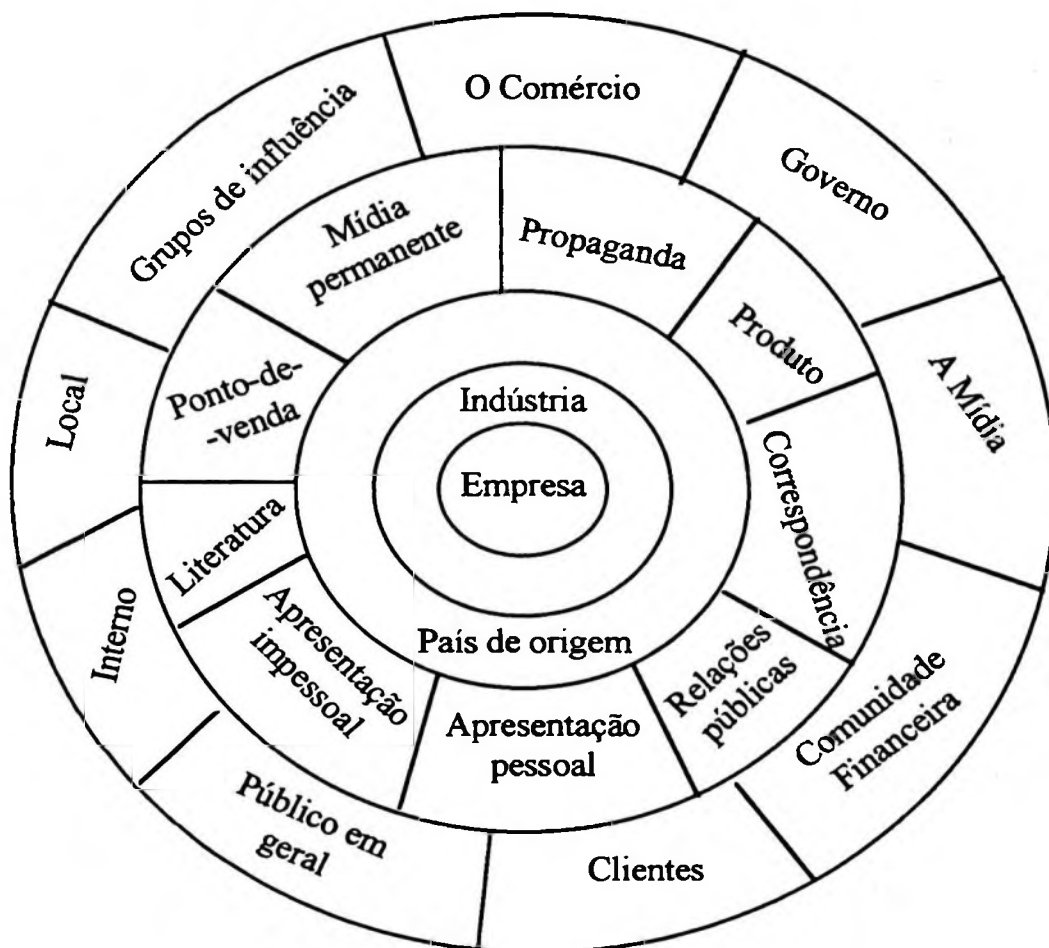 O Comércio
Governo
A Mídia
Comunidade
Financeira
Clientes
Público em
geral
Interno
Local
Grupos de influência
Mídia
permanente
Propaganda
Produto
Correspondência
Relações
públicas
Apresentação
pessoal
Apresentação
impessoal
Literatura
Ponto-de-
-venda
Indústria
Empresa
País de origem